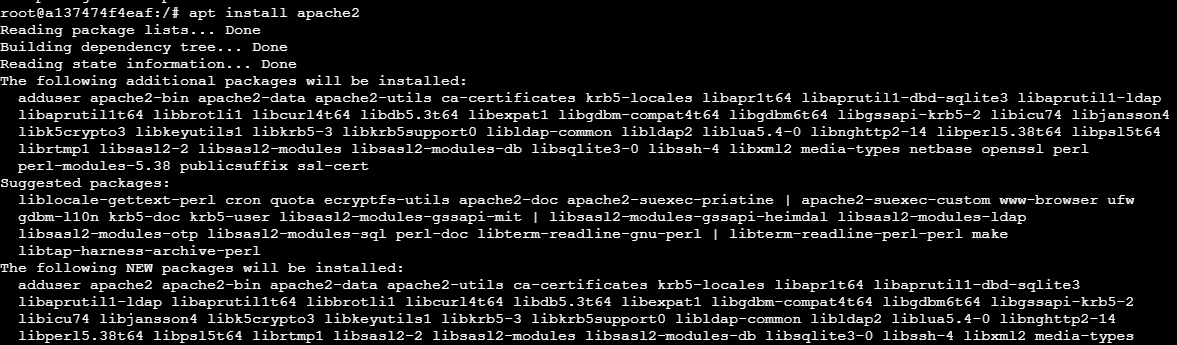 root@a137474f4eaf:/# apt install apache2
Reading package lists... Done
Building dependency tree... Done
Reading state information... Done
The following additional packages will be installed:
  adduser apache2-bin apache2-data apache2-utils ca-certificates krb5-locales libapr1t64 libaprutil1-dbd-sqlite3 libaprutil1-ldap
  libaprutil1t64 libbrotli1 libcurl4t64 libdb5.3t64 libexpat1 libgdbm-compat4t64 libgdbm6t64 libgssapi-krb5-2 libicu74 libjansson4
  libk5crypto3 libkeyutils1 libkrb5-3 libkrb5support0 libldap-common libldap2 liblua5.4-0 libnghttp2-14 libperl5.38t64 libpsl5t64
  librtmp1 libsasl2-2 libsasl2-modules libsasl2-modules-db libsqlite3-0 libssh-4 libxml2 media-types netbase openssl perl
  perl-modules-5.38 publicsuffix ssl-cert
Suggested packages:
  liblocale-gettext-perl cron quota ecryptfs-utils apache2-doc apache2-suexec-pristine | apache2-suexec-custom www-browser ufw
  gdbm-l10n krb5-doc krb5-user libsasl2-modules-gssapi-mit | libsasl2-modules-gssapi-heimdal libsasl2-modules-ldap
  libsasl2-modules-otp libsasl2-modules-sql perl-doc libterm-readline-gnu-perl | libterm-readline-perl-perl make
  libtap-harness-archive-perl
The following NEW packages will be installed:
  adduser apache2 apache2-bin apache2-data apache2-utils ca-certificates krb5-locales libapr1t64 libaprutil1-dbd-sqlite3
  libaprutil1-ldap libaprutil1t64 libbrotli1 libcurl4t64 libdb5.3t64 libexpat1 libgdbm-compat4t64 libgdbm6t64 libgssapi-krb5-2
  libicu74 libjansson4 libk5crypto3 libkeyutils1 libkrb5-3 libkrb5support0 libldap-common libldap2 liblua5.4-0 libnghttp2-14
  libperl5.38t64 libpsl5t64 librtmp1 libsasl2-2 libsasl2-modules libsasl2-modules-db libsqlite3-0 libssh-4 libxml2 media-types